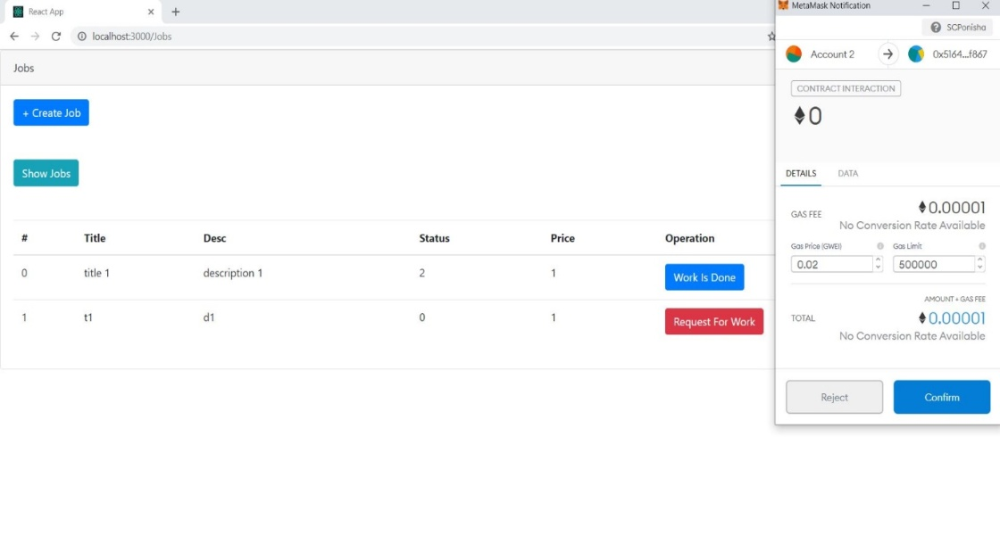 React App
localhost:3000/Jobs
Jobs
+ Create Job
Show Jobs
# Title Desc Status Price Operation
0 title 1 description 1 2 1 Work Is Done
1 t1 d1 0 1 Request For Work
MetaMask Notification
SCPonisha
Account 2 0x5164...f867
CONTRACT INTERACTION
0
DETAILS DATA
GAS FEE 0.00001
No Conversion Rate Available
Gas Price (GWEI) Gas Limit
0.02 500000
AMOUNT + GAS FEE
TOTAL 0.00001
No Conversion Rate Available
Reject Confirm